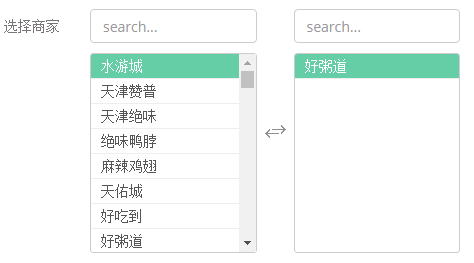 选择商家 search... search...
水游城 好粥道
天津赞普
天津绝味
绝味鸭脖
麻辣鸡翅
天佑城
好吃到
好粥道